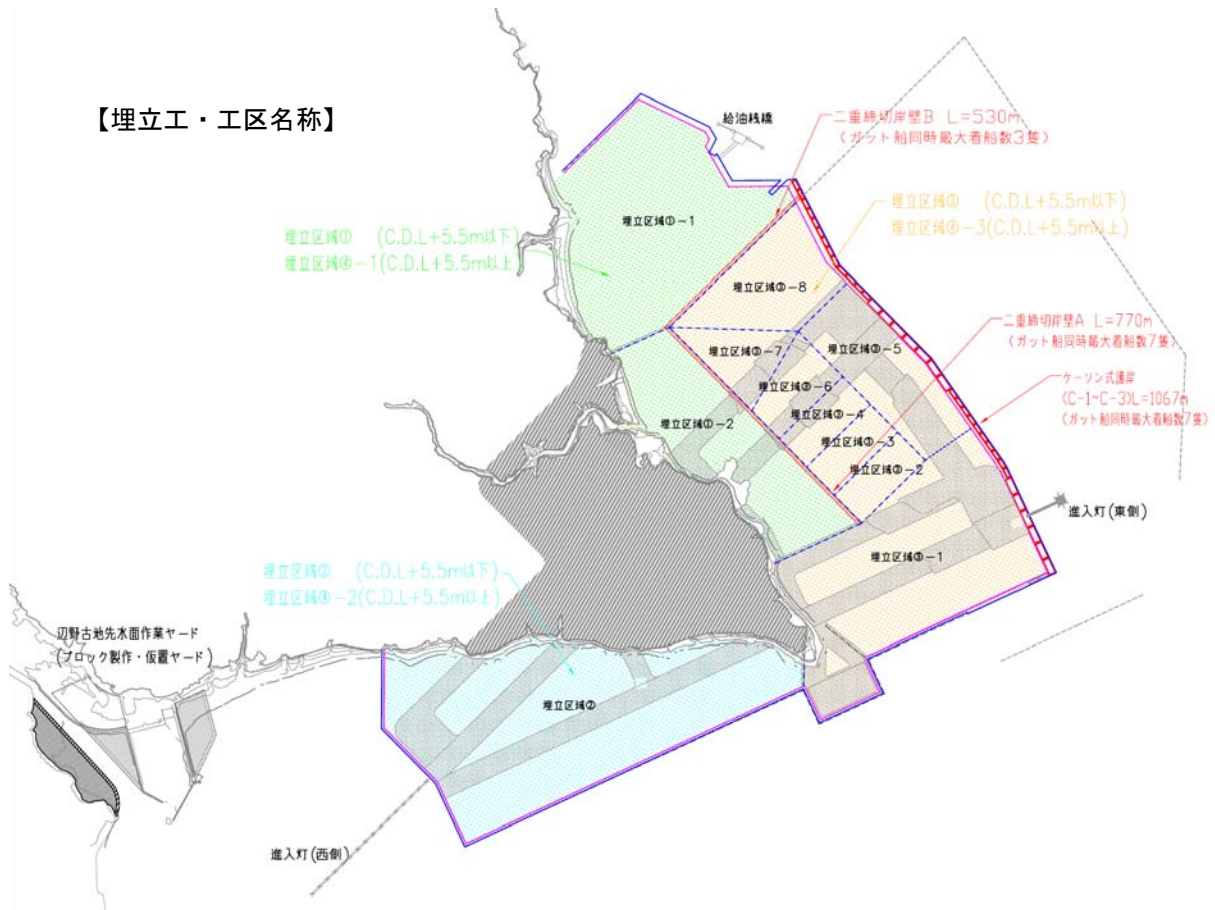 【埋立工・工区名称】
給油桟橋
二重締切岸壁B L=530m
(ガット船同時最大着船数3隻)
埋立区域③ (C.D.L+5.5m以下)
埋立区域④-3(C.D.L+5.5m以上)
埋立区域① (C.D.L+5.5m以下)
埋立区域④-1(C.D.L+5.5m以上)
埋立区域①-1
埋立区域③-8
二重締切岸壁A L=770m
(ガット船同時最大着船数7隻)
埋立区域③-7
埋立区域③-5
埋立区域③-6
ケーソン式護岸
(C-1~C-3)L=1067m
(ガット船同時最大着船数7隻)
埋立区域③-4
埋立区域①-2
埋立区域③-3
埋立区域③-2
進入灯(東側)
埋立区域③-1
埋立区域② (C.D.L+5.5m以下)
埋立区域④-2(C.D.L+5.5m以上)
辺野古地先水面作業ヤード
(ブロック製作・仮置ヤード)
埋立区域②
進入灯(西側)